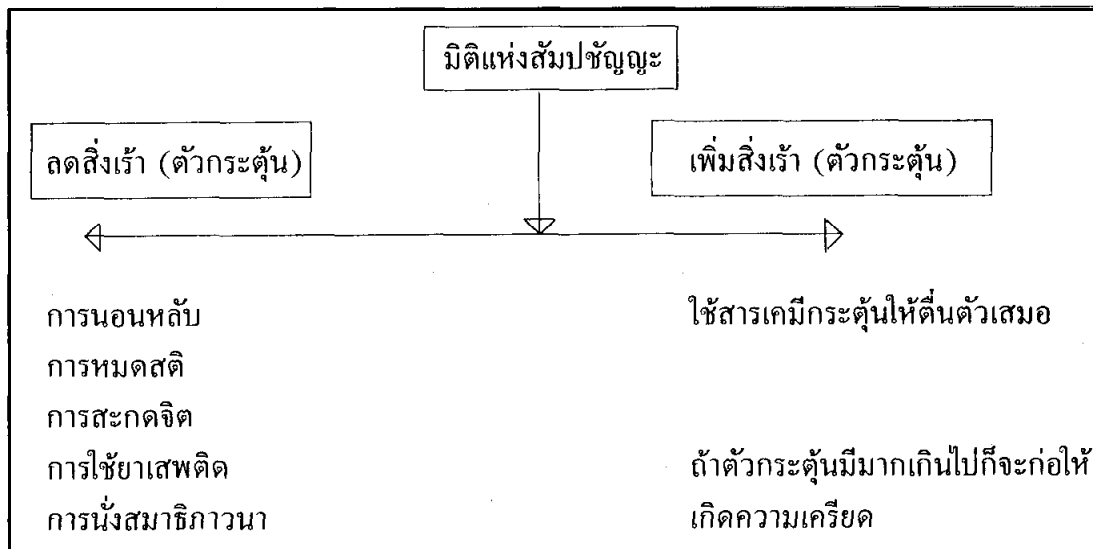 มิติแห่งสัมปชัญญะ
ลดสิ่งเร้า (ตัวกระตุ้น)
เพิ่มสิ่งเร้า (ตัวกระตุ้น)
การนอนหลับ
การหมดสติ
การสะกดจิต
การใช้ยาเสพติด
การนั่งสมาธิภาวนา
ใช้สารเคมีกระตุ้นให้ตื่นตัวเสมอ
ถ้าตัวกระตุ้นมีมากเกินไปก็จะก่อให้
เกิดความเครียด